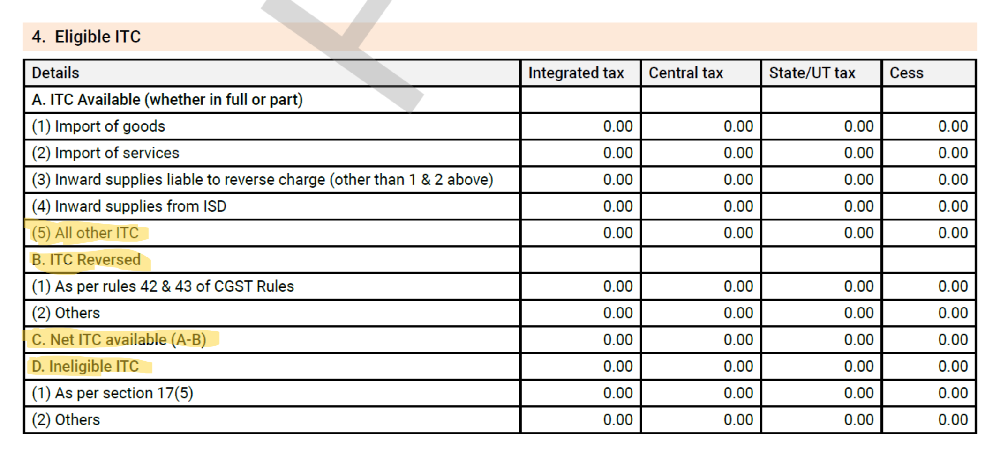 4. Eligible ITC
Details Integrated tax Central tax State/UT tax Cess
A. ITC Available (whether in full or part)
(1) Import of goods 0.00 0.00 0.00 0.00
(2) Import of services 0.00 0.00 0.00 0.00
(3) Inward supplies liable to reverse charge (other than 1 & 2 above) 0.00 0.00 0.00 0.00
(4) Inward supplies from ISD 0.00 0.00 0.00 0.00
(5) All other ITC 0.00 0.00 0.00 0.00
B. ITC Reversed
(1) As per rules 42 & 43 of CGST Rules 0.00 0.00 0.00 0.00
(2) Others 0.00 0.00 0.00 0.00
C. Net ITC available (A-B) 0.00 0.00 0.00 0.00
D. Ineligible ITC 0.00 0.00 0.00 0.00
(1) As per section 17(5) 0.00 0.00 0.00 0.00
(2) Others 0.00 0.00 0.00 0.00